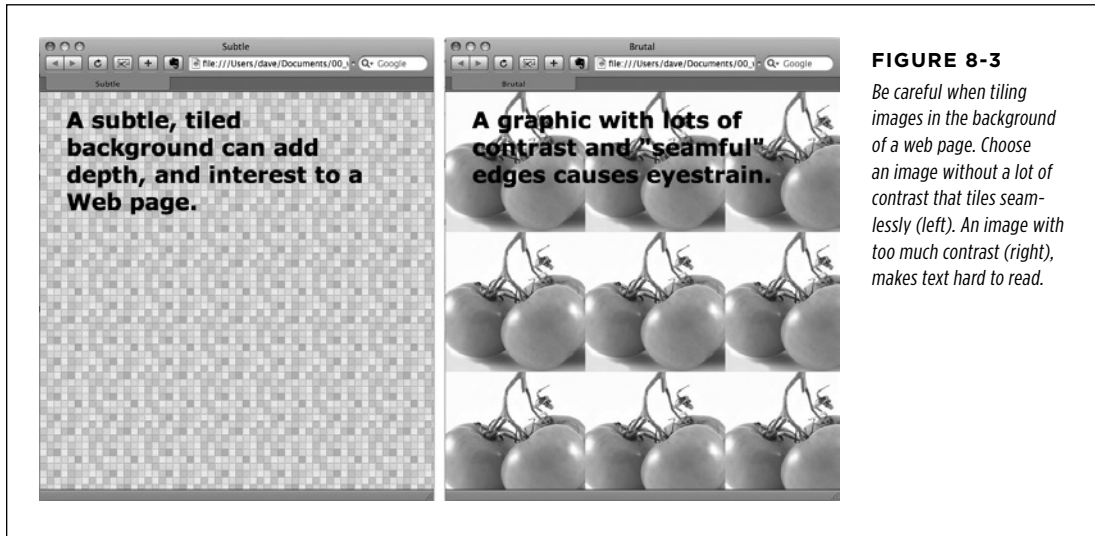 Subtle
file:///Users/dave/Documents/00_
Google
Subtle
A subtle, tiled
background can add
depth, and interest to a
Web page.
Brutal
file:///Users/dave/Documents/00_
Google
Brutal
A graphic with lots of
contrast and "seamful"
edges causes eyestrain.
FIGURE 8-3
Be careful when tiling
images in the background
of a web page. Choose
an image without a lot of
contrast that tiles seam-
lessly (left). An image with
too much contrast (right),
makes text hard to read.